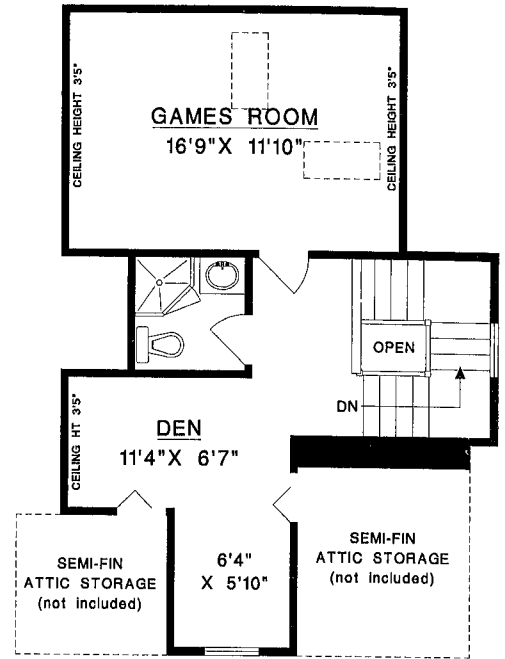 CEILING HEIGHT 3'5"
CEILING HEIGHT 3'5"
GAMES ROOM
16'9"X 11'10"
OPEN
DN
CEILING HT 3'5"
DEN
11'4"X 6'7"
SEMI-FIN
ATTIC STORAGE
(not included)
6'4"
X 5'10"
SEMI-FIN
ATTIC STORAGE
(not included)